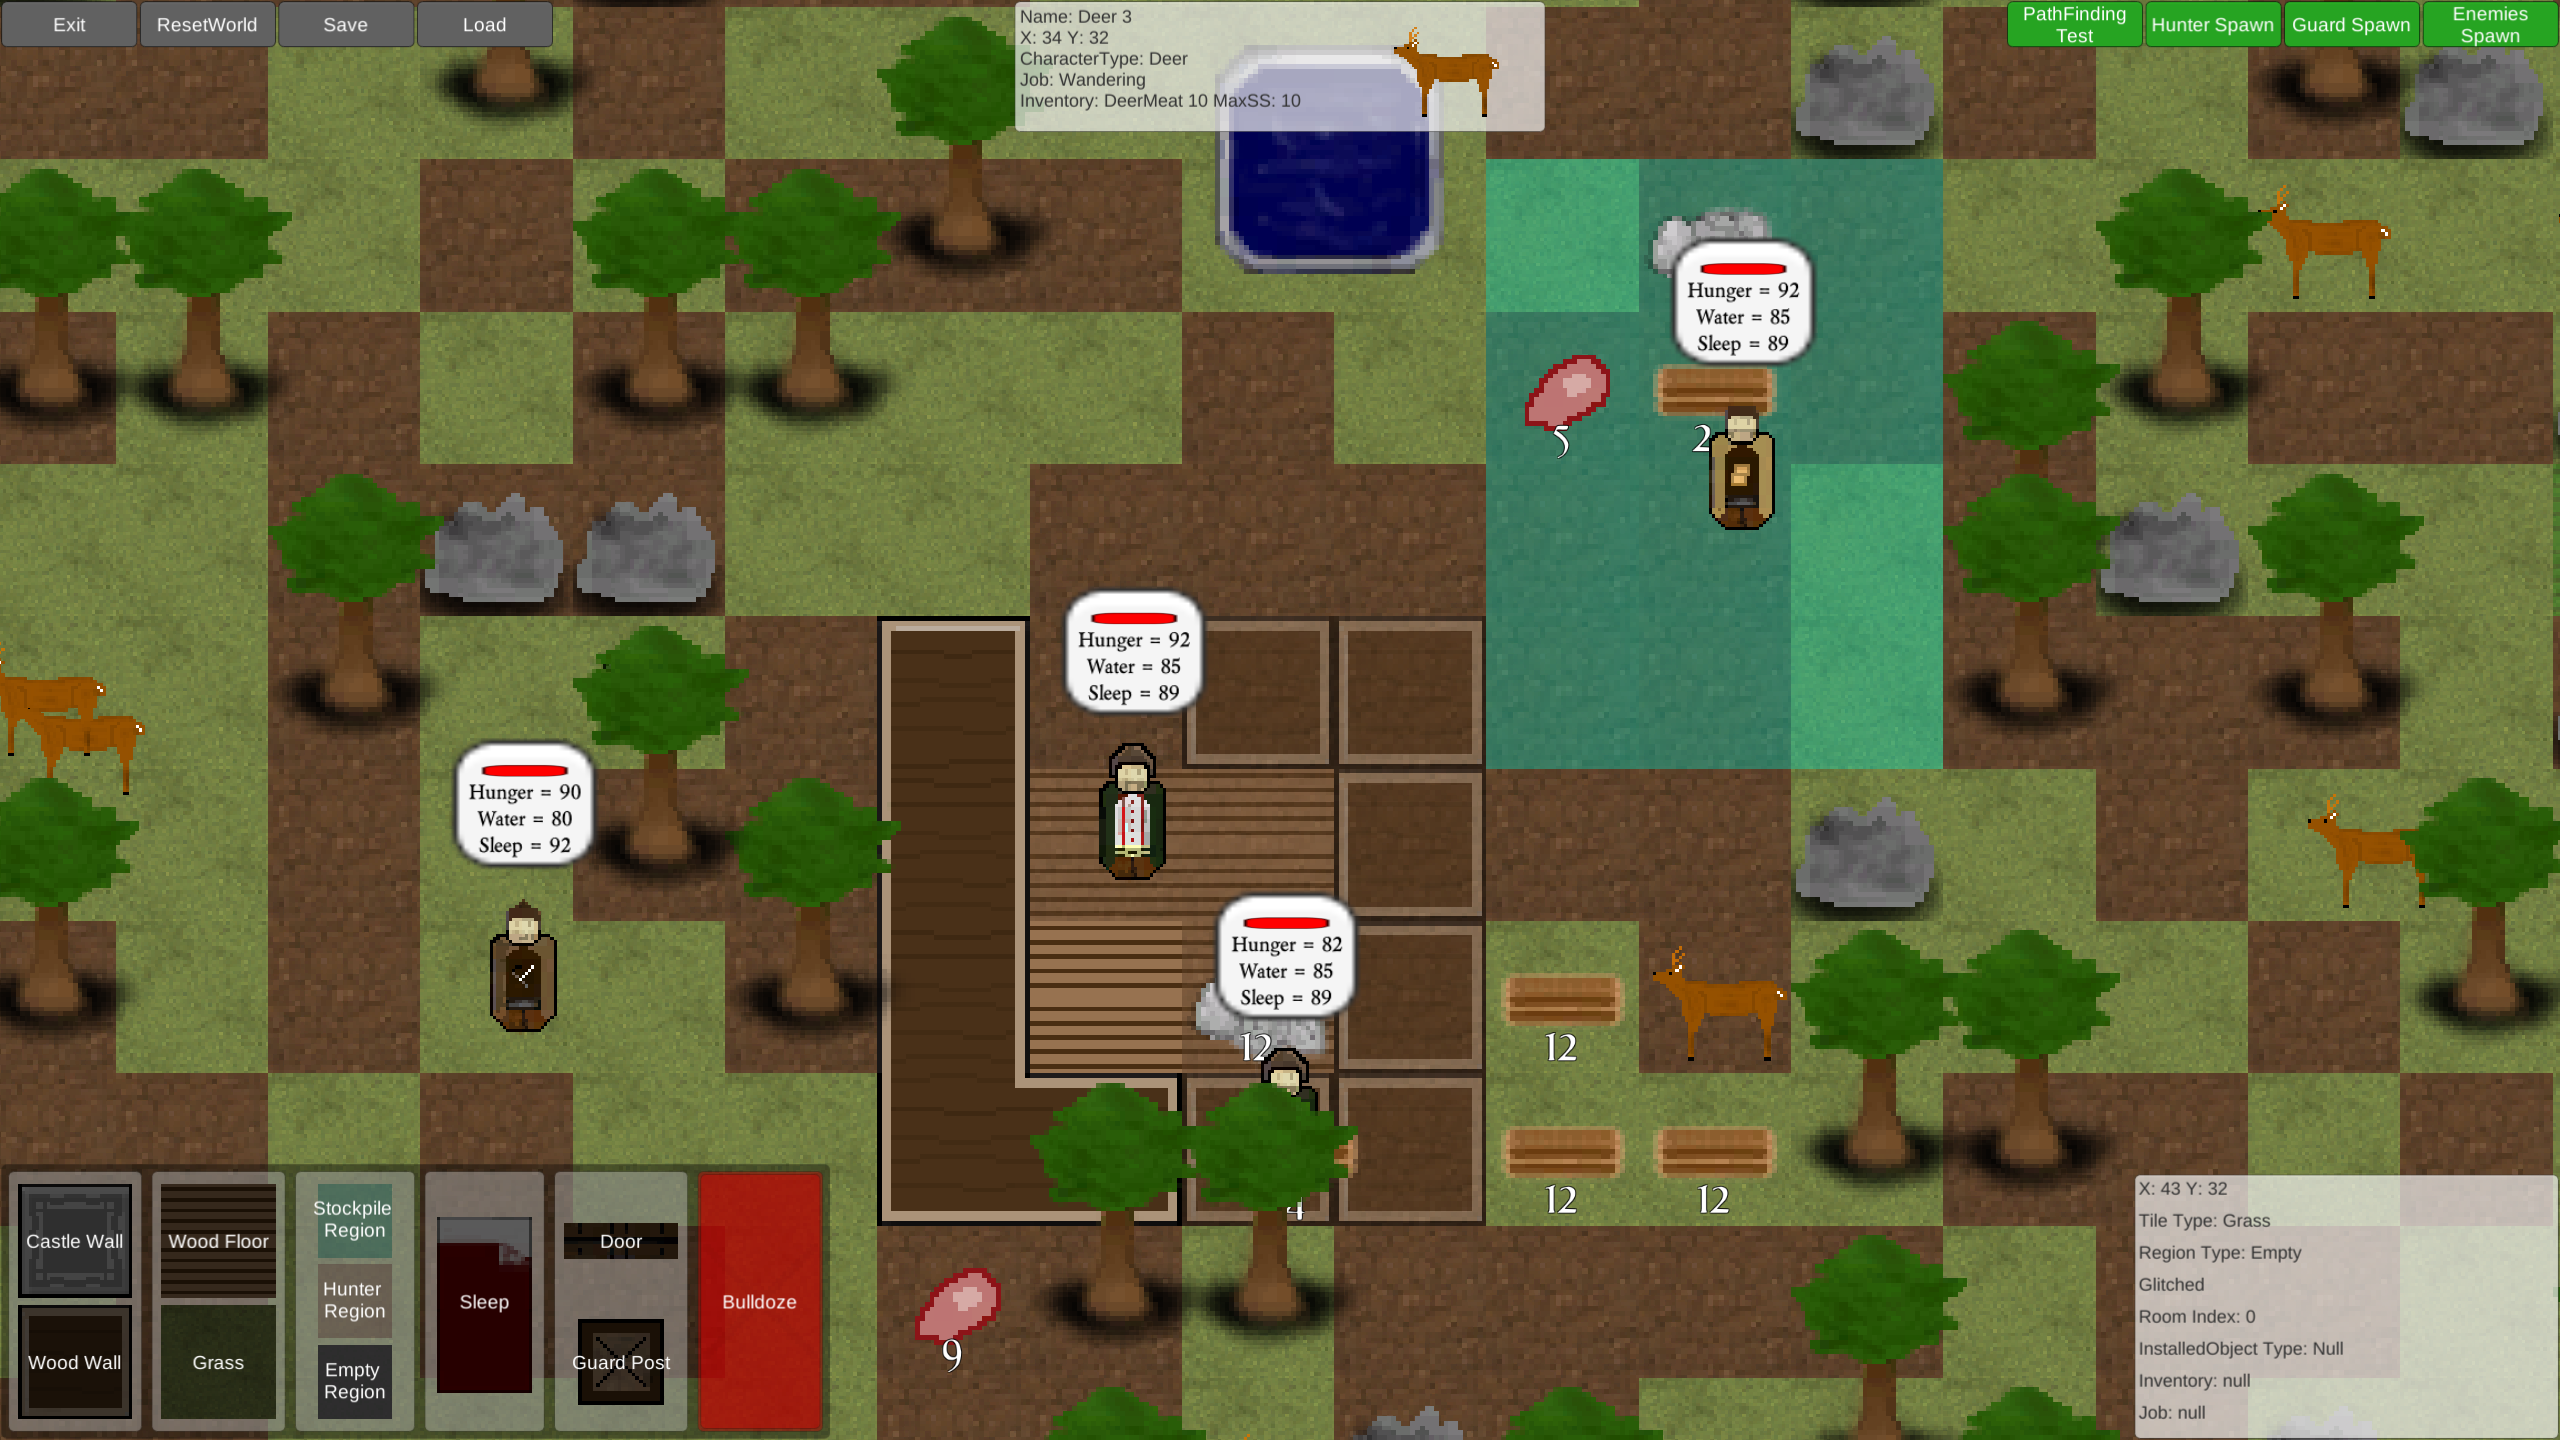 Exit
ResetWorld
Save
Load
Name: Deer 3
X: 34 Y: 32
CharacterType: Deer
Job: Wandering
Inventory: DeerMeat 10 MaxSS: 10
PathFinding
Test
Hunter Spawn
Guard Spawn
Enemies
Spawn
Hunger = 92
Water = 85
Sleep = 89
5
2
Hunger = 92
Water = 85
Sleep = 89
Hunger = 90
Water = 80
Sleep = 92
Hunger = 82
Water = 85
Sleep = 89
12
12
12
12
4
9
Castle Wall
Wood Wall
Wood Floor
Grass
Stockpile
Region
Hunter
Region
Empty
Region
Sleep
Door
Guard Post
Bulldoze
X: 43 Y: 32
Tile Type: Grass
Region Type: Empty
Glitched
Room Index: 0
InstalledObject Type: Null
Inventory: null
Job: null